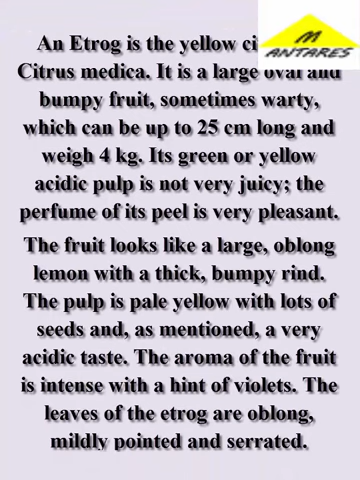 M
ANTARES
An Etrog is the yellow ci
Citrus medica. It is a large oval and
bumpy fruit, sometimes warty,
which can be up to 25 cm long and
weigh 4 kg. Its green or yellow
acidic pulp is not very juicy; the
perfume of its peel is very pleasant.
The fruit looks like a large, oblong
lemon with a thick, bumpy rind.
The pulp is pale yellow with lots of
seeds and, as mentioned, a very
acidic taste. The aroma of the fruit
is intense with a hint of violets. The
leaves of the etrog are oblong,
mildly pointed and serrated.